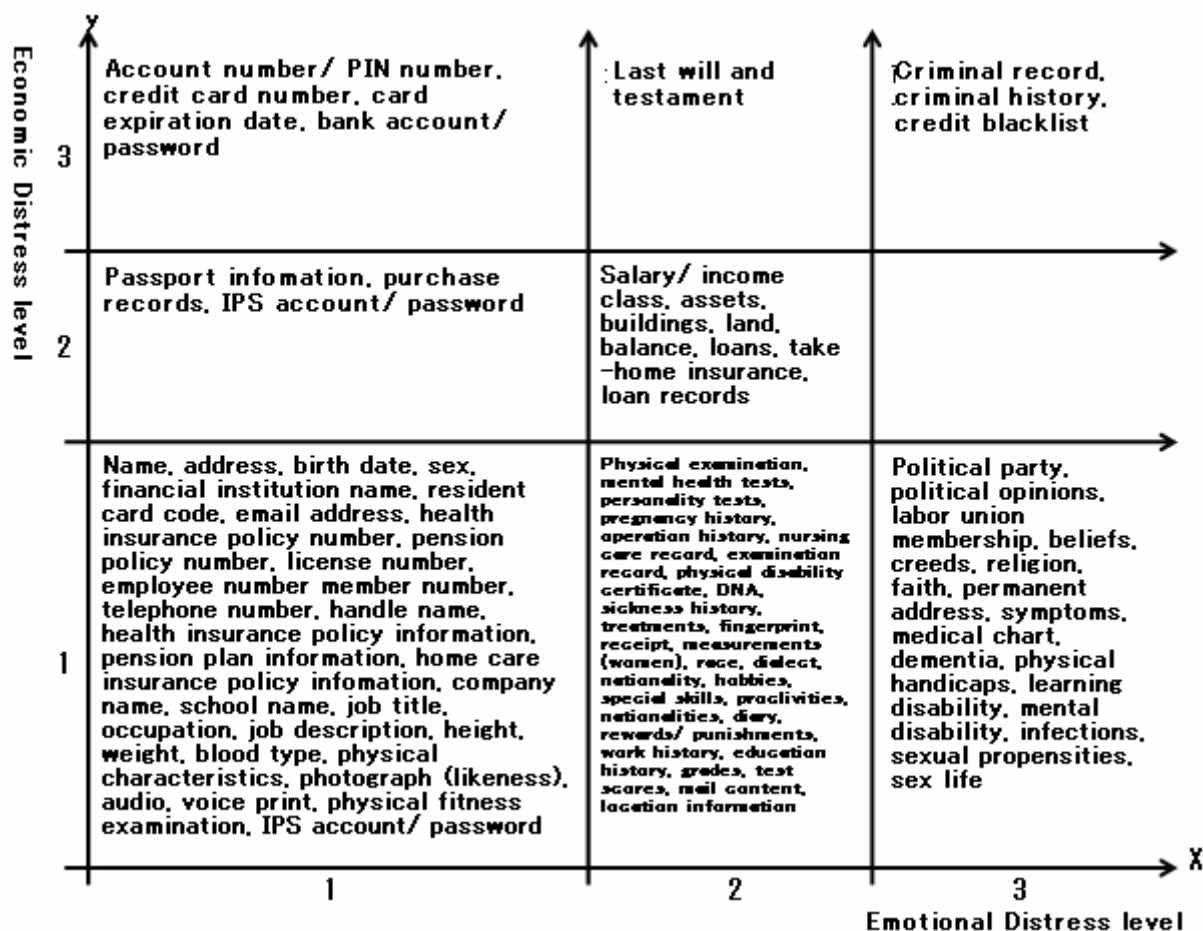 Y
Economic Distress level
3
Account number/ PIN number,
credit card number, card
expiration date, bank account/
password
Last will and
testament
Criminal record,
criminal history,
credit blacklist
2
Passport infomation, purchase
records, IPS account/ password
Salary/ income
class, assets,
buildings, land,
balance, loans, take
-home insurance,
loan records
1
Name, address, birth date, sex,
financial institution name, resident
card code, email address, health
insurance policy number, pension
policy number, license number,
employee number member number,
telephone number, handle name,
health insurance policy information,
pension plan information, home care
insurance policy infomation, company
name, school name, job title,
occupation, job description, height,
weight, blood type, physical
characteristics, photograph (likeness),
audio, voice print, physical fitness
examination, IPS account/ password
Physical examination,
mental health tests,
personality tests,
pregnancy history,
operation history, nursing
care record, examination
record, physical disability
certificate, DNA,
sickness history,
treatments, fingerprint,
receipt, measurements
(women), race, dialect,
nationality, hobbies,
special skills, proclivities,
nationalities, diary,
rewards/ punishments,
work history, education
history, grades, test
scores, mail content,
location information
Political party,
political opinions,
labor union
membership, beliefs,
creeds, religion,
faith, permanent
address, symptoms,
medical chart,
dementia, physical
handicaps, learning
disability, mental
disability, infections,
sexual propensities,
sex life
X
1
2
3
Emotional Distress level